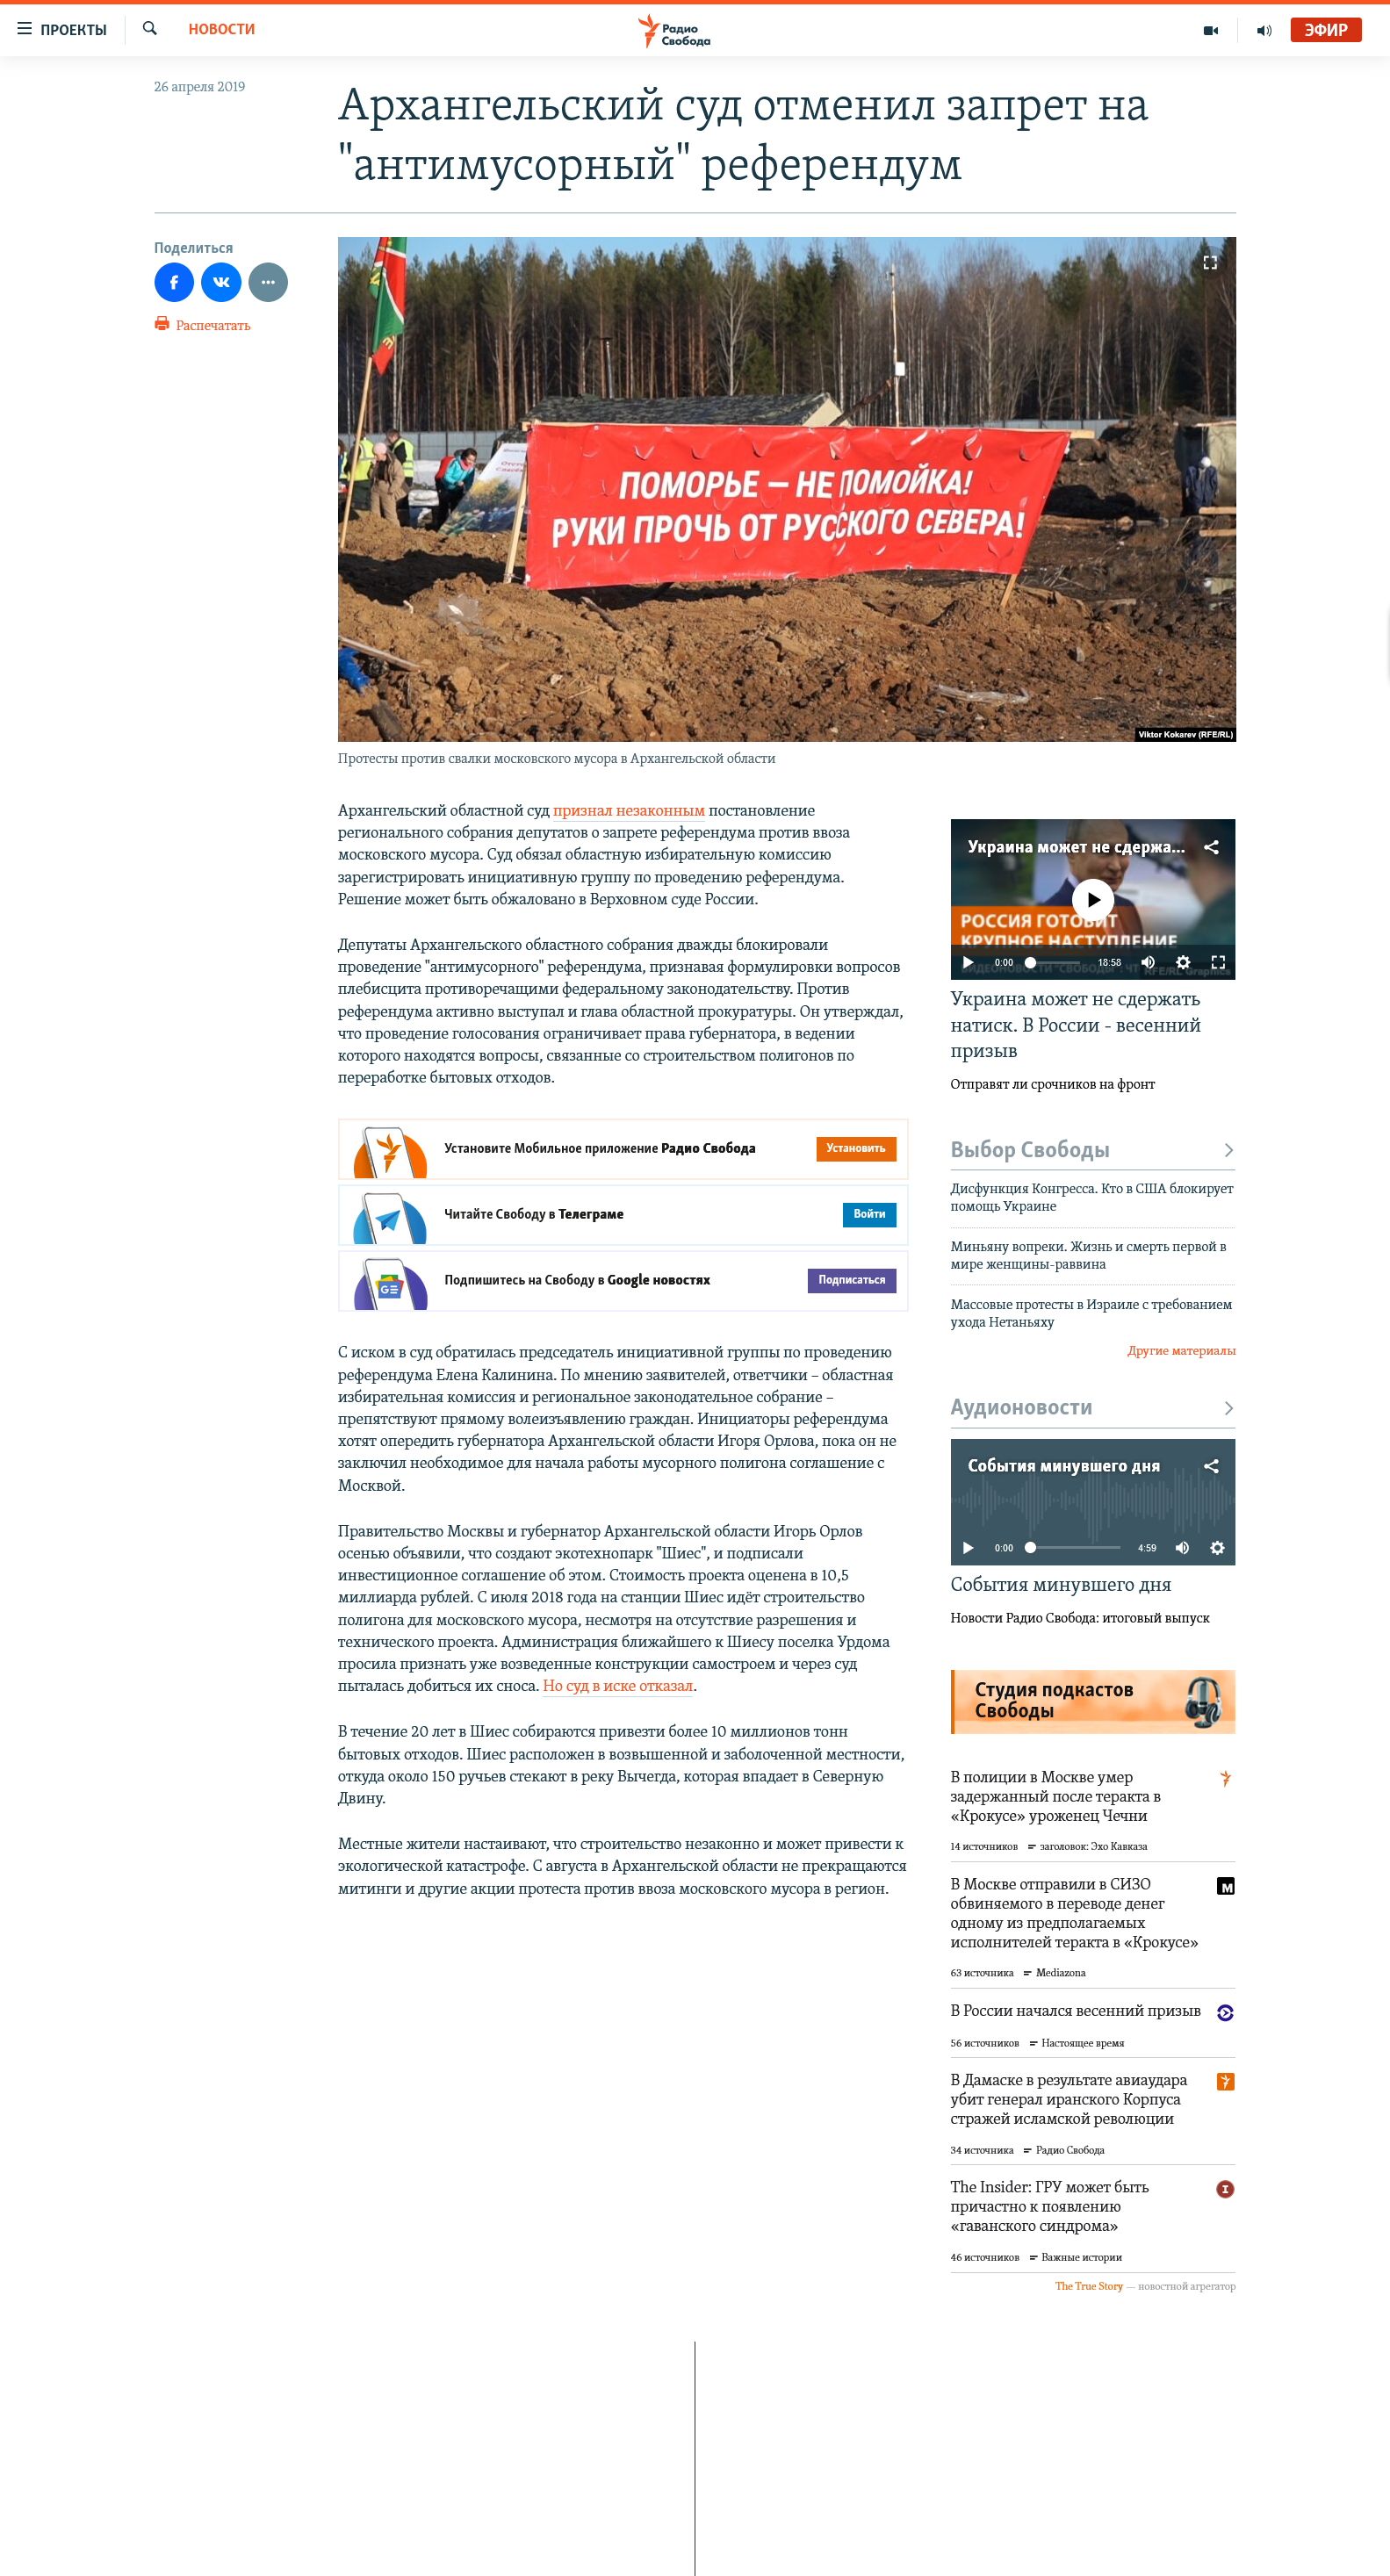 ПРОЕКТЫ
НОВОСТИ
Радио
Свобода
ЭФИР
26 апреля 2019
Архангельский суд отменил запрет на
"антимусорный" референдум
Поделиться
Распечатать
ПОМОРЬЕ – НЕ ПОМОЙКА!
РУКИ ПРОЧЬ ОТ РУССКОГО СЕВЕРА!
Viktor Kokarev (RFE/RL)
Протесты против свалки московского мусора в Архангельской области
Архангельский областной суд признал незаконным постановление
регионального собрания депутатов о запрете референдума против ввоза
московского мусора. Суд обязал областную избирательную комиссию
зарегистрировать инициативную группу по проведению референдума.
Решение может быть обжаловано в Верховном суде России.
Депутаты Архангельского областного собрания дважды блокировали
проведение "антимусорного" референдума, признавая формулировки вопросов
плебисцита противоречащими федеральному законодательству. Против
референдума активно выступал и глава областной прокуратуры. Он утверждал,
что проведение голосования ограничивает права губернатора, в ведении
которого находятся вопросы, связанные со строительством полигонов по
переработке бытовых отходов.
Установите Мобильное приложение Радио Свобода
Установить
Читайте Свободу в Телеграме
Войти
Подпишитесь на Свободу в Google новостях
Подписаться
С иском в суд обратилась председатель инициативной группы по проведению
референдума Елена Калинина. По мнению заявителей, ответчики – областная
избирательная комиссия и региональное законодательное собрание –
препятствуют прямому волеизъявлению граждан. Инициаторы референдума
хотят опередить губернатора Архангельской области Игоря Орлова, пока он не
заключил необходимое для начала работы мусорного полигона соглашение с
Москвой.
Правительство Москвы и губернатор Архангельской области Игорь Орлов
осенью объявили, что создают экотехнопарк "Шиес", и подписали
инвестиционное соглашение об этом. Стоимость проекта оценена в 10,5
миллиарда рублей. С июля 2018 года на станции Шиес идёт строительство
полигона для московского мусора, несмотря на отсутствие разрешения и
технического проекта. Администрация ближайшего к Шиесу поселка Урдома
просила признать уже возведенные конструкции самостроем и через суд
пыталась добиться их сноса. Но суд в иске отказал.
В течение 20 лет в Шиес собираются привезти более 10 миллионов тонн
бытовых отходов. Шиес расположен в возвышенной и заболоченной местности,
откуда около 150 ручьев стекают в реку Вычегда, которая впадает в Северную
Двину.
Местные жители настаивают, что строительство незаконно и может привести к
экологической катастрофе. С августа в Архангельской области не прекращаются
митинги и другие акции протеста против ввоза московского мусора в регион.
Украина может не сдержа...
РОССИЯ ГОТОВИТ
КРУПНОЕ НАСТУПЛЕНИЕ
0:00
18:58
Украина может не сдержать
натиск. В России - весенний
призыв
Отправят ли срочников на фронт
Выбор Свободы
Дисфункция Конгресса. Кто в США блокирует
помощь Украине
Миньяну вопреки. Жизнь и смерть первой в
мире женщины-раввина
Массовые протесты в Израиле с требованием
ухода Нетаньяху
Другие материалы
Аудионовости
События минувшего дня
0:00
4:59
События минувшего дня
Новости Радио Свобода: итоговый выпуск
Студия подкастов
Свободы
В полиции в Москве умер
задержанный после теракта в
«Крокусе» уроженец Чечни
14 источников заголовок: Эхо Кавказа
В Москве отправили в СИЗО
обвиняемого в переводе денег
одному из предполагаемых
исполнителей теракта в «Крокусе»
63 источника Mediazona
В России начался весенний призыв
56 источников Настоящее время
В Дамаске в результате авиаудара
убит генерал иранского Корпуса
стражей исламской революции
34 источника Радио Свобода
The Insider: ГРУ может быть
причастно к появлению
«гаванского синдрома»
46 источников Важные истории
The True Story — новостной агрегатор